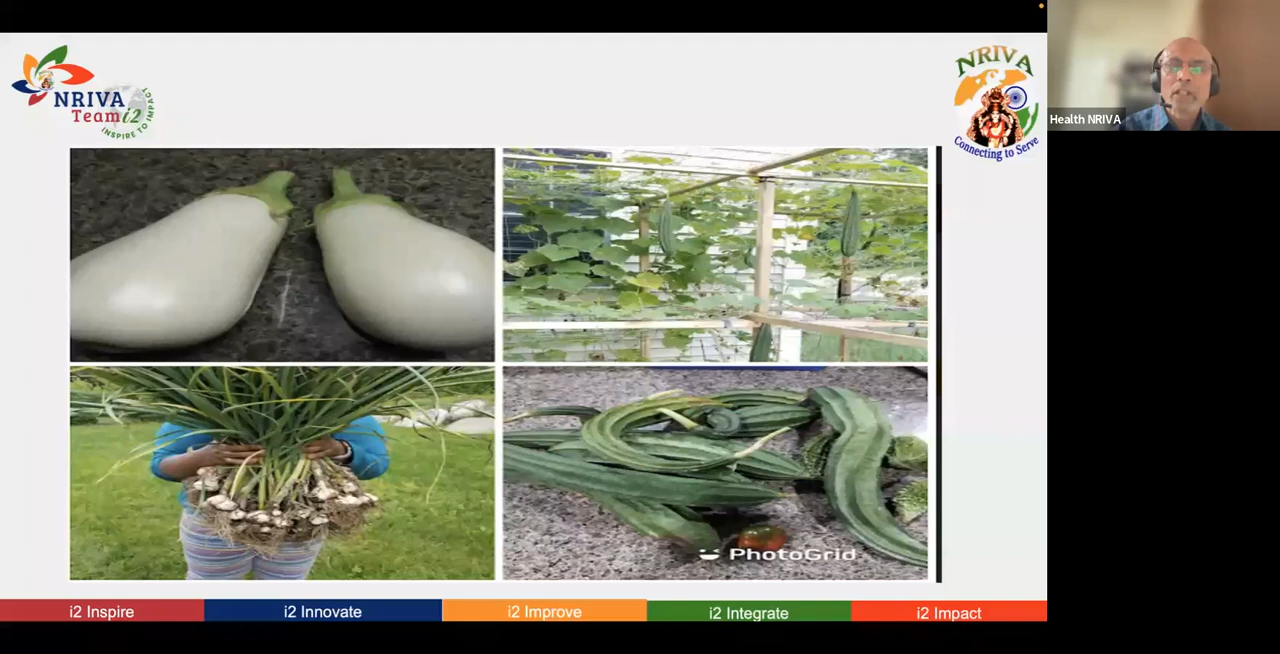 NRIVA
Team i2
INSPIRE TO IMPACT
NRIVA
Connecting to Serve
Health NRIVA
PhotoGrid
i2 Inspire
i2 Innovate
i2 Improve
i2 Integrate
i2 Impact